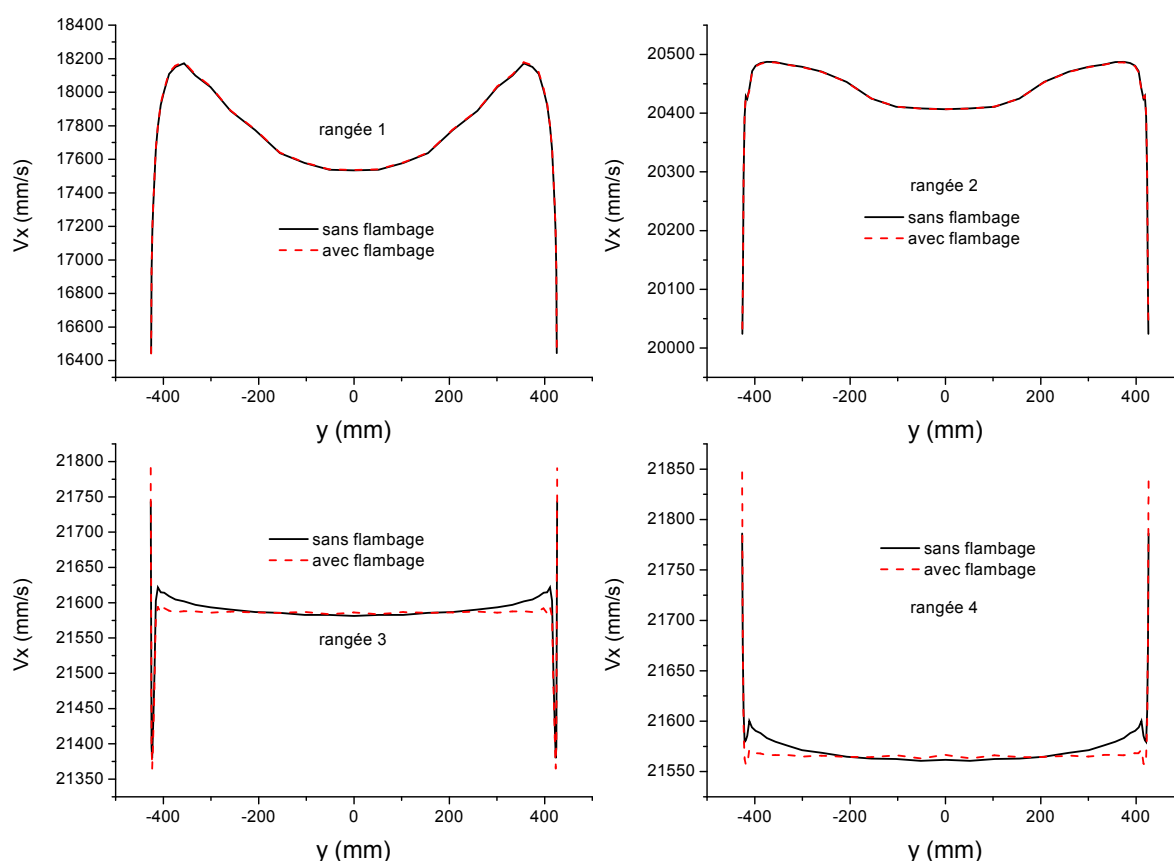 18400
18200
18000
17800
17600
17400
17200
17000
16800
16600
16400
Vx (mm/s)
rangée 1
sans flambage
avec flambage
-400 -200 0 200 400
y (mm)
20500
20400
20300
20200
20100
20000
Vx (mm/s)
rangée 2
sans flambage
avec flambage
-400 -200 0 200 400
y (mm)
21800
21750
21700
21650
21600
21550
21500
21450
21400
21350
Vx (mm/s)
sans flambage
avec flambage
rangée 3
-400 -200 0 200 400
y (mm)
21850
21800
21750
21700
21650
21600
21550
Vx (mm/s)
sans flambage
avec flambage
rangée 4
-400 -200 0 200 400
y (mm)